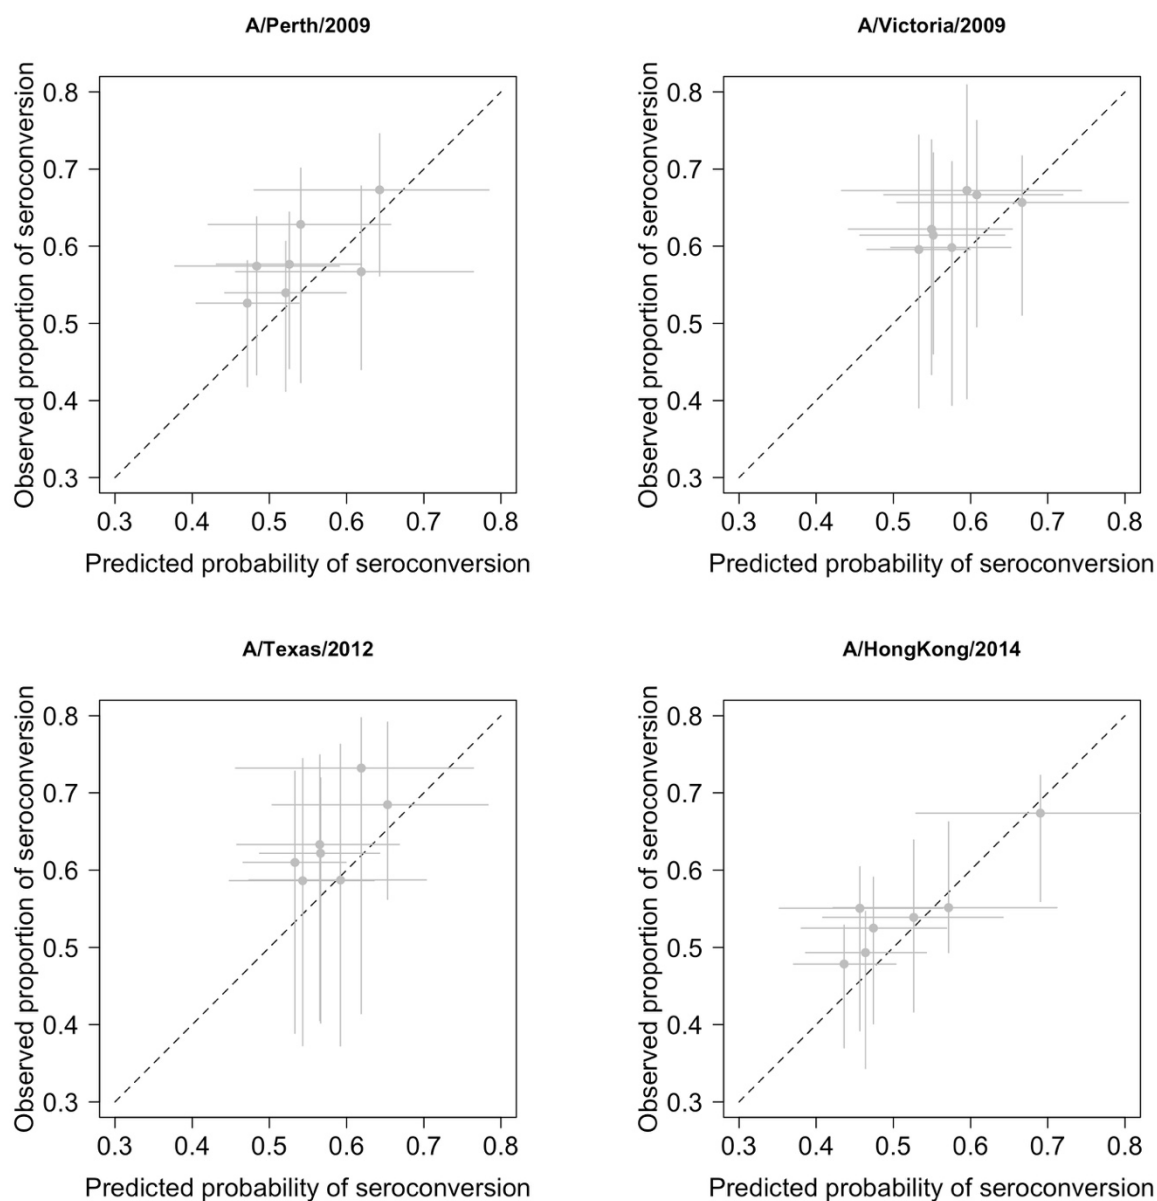 A/Perth/2009
Observed proportion of seroconversion
0.8
0.7
0.6
0.5
0.4
0.3
0.3 0.4 0.5 0.6 0.7 0.8
Predicted probability of seroconversion
A/Victoria/2009
Observed proportion of seroconversion
0.8
0.7
0.6
0.5
0.4
0.3
0.3 0.4 0.5 0.6 0.7 0.8
Predicted probability of seroconversion
A/Texas/2012
Observed proportion of seroconversion
0.8
0.7
0.6
0.5
0.4
0.3
0.3 0.4 0.5 0.6 0.7 0.8
Predicted probability of seroconversion
A/HongKong/2014
Observed proportion of seroconversion
0.8
0.7
0.6
0.5
0.4
0.3
0.3 0.4 0.5 0.6 0.7 0.8
Predicted probability of seroconversion